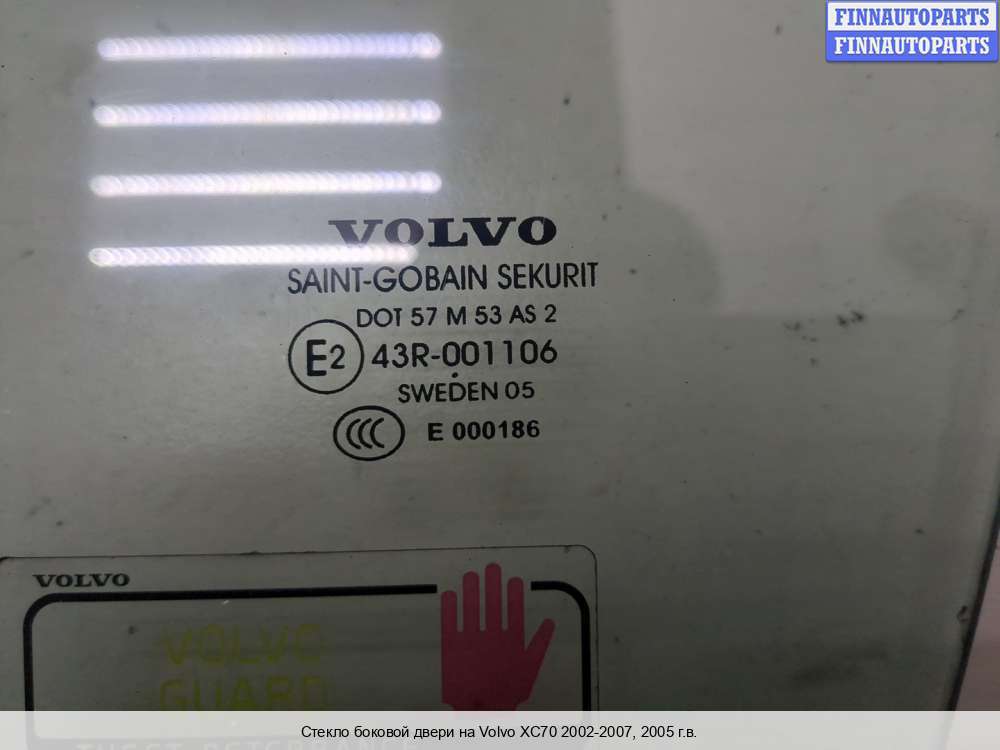 FINNAUTOPARTS
FINNAUTOPARTS
VOLVO
SAINT-GOBAIN SEKURIT
DOT 57 M 53 AS 2
E2 43R-001106
SWEDEN 05
CCC E 000186
VOLVO
VOLVO
GUARD
Стекло боковой двери на Volvo XC70 2002-2007, 2005 г.в.